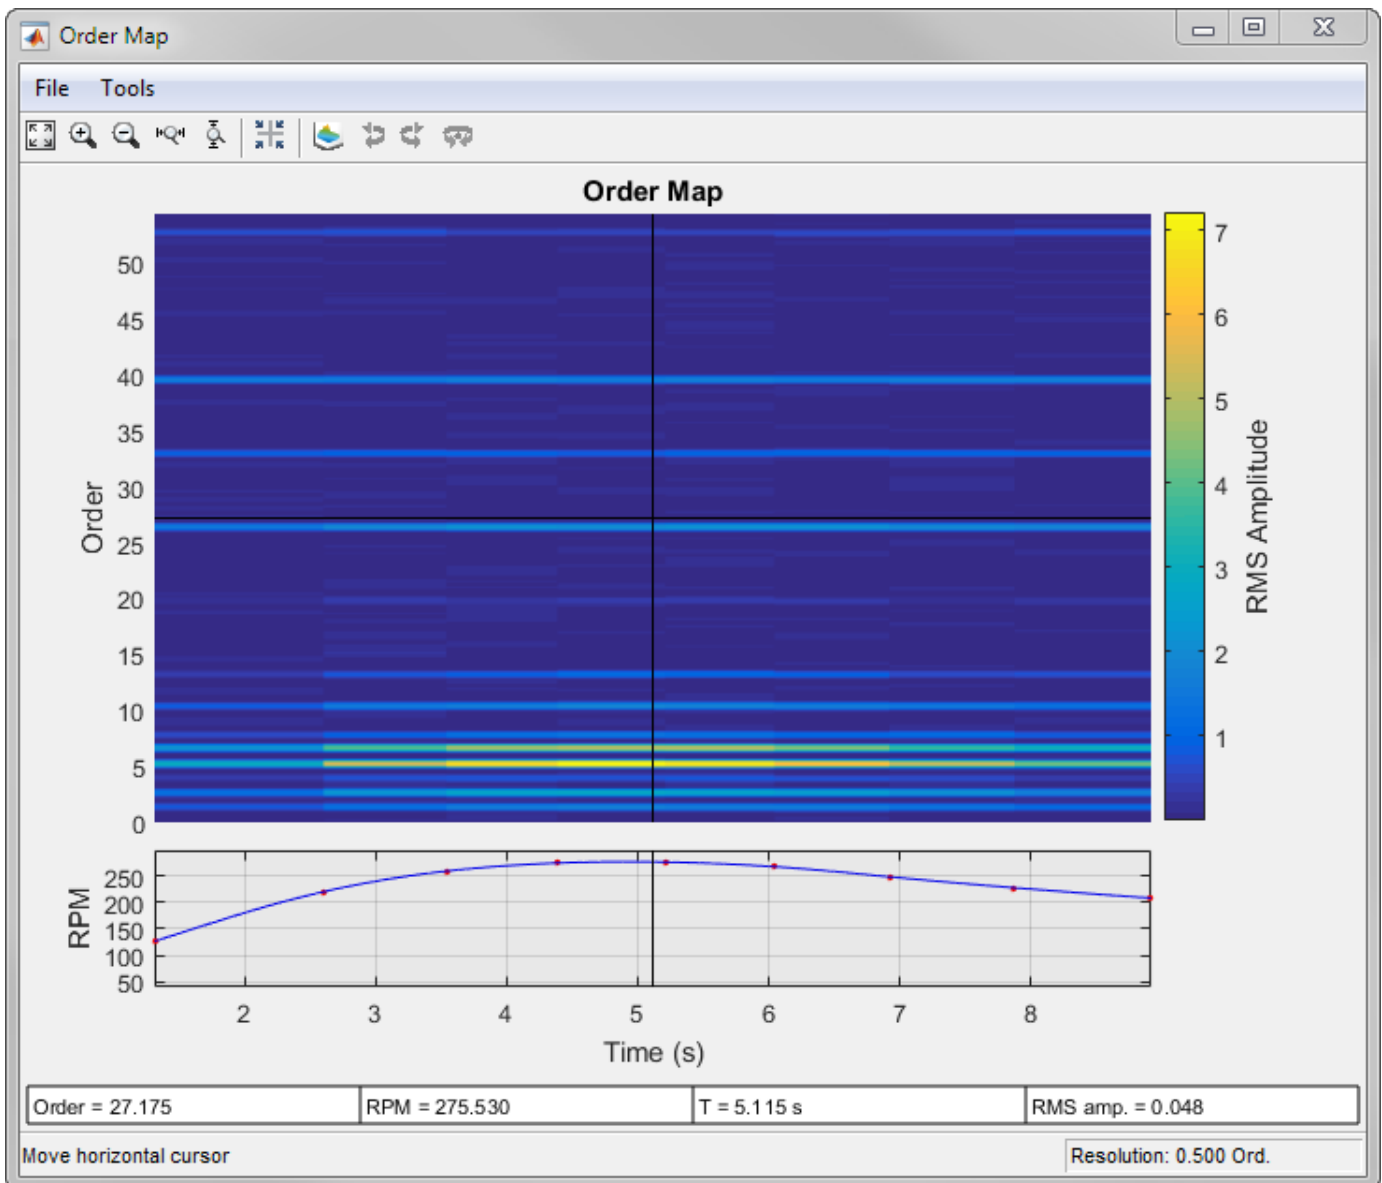 Order Map
File Tools
Order Map
50
45
40
35
30
25
20
15
10
5
0
Order
7
6
5
4
3
2
1
RMS Amplitude
250
200
150
100
50
RPM
2 3 4 5 6 7 8
Time (s)
Order = 27.175 RPM = 275.530 T = 5.115 s RMS amp. = 0.048
Move horizontal cursor Resolution: 0.500 Ord.